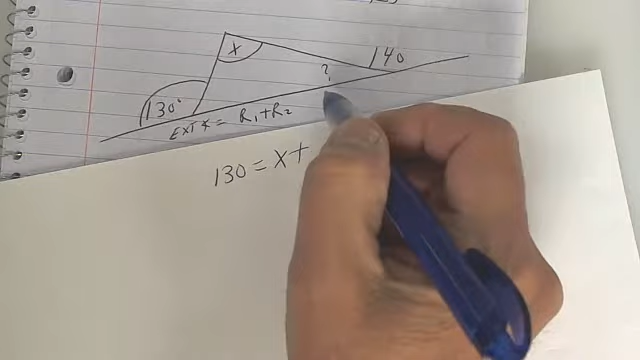 x
140
?
130°
EXT ∠ = R1+R2
130 = x +